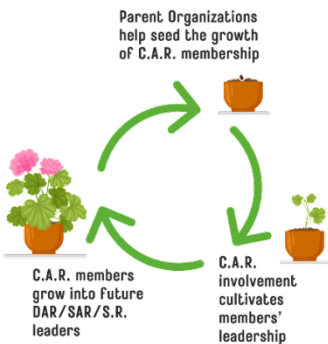 Parent Organizations
help seed the growth
of C.A.R. membership
C.A.R.
involvement
cultivates
members'
leadership
C.A.R. members
grow into future
DAR/SAR/S.R.
leaders